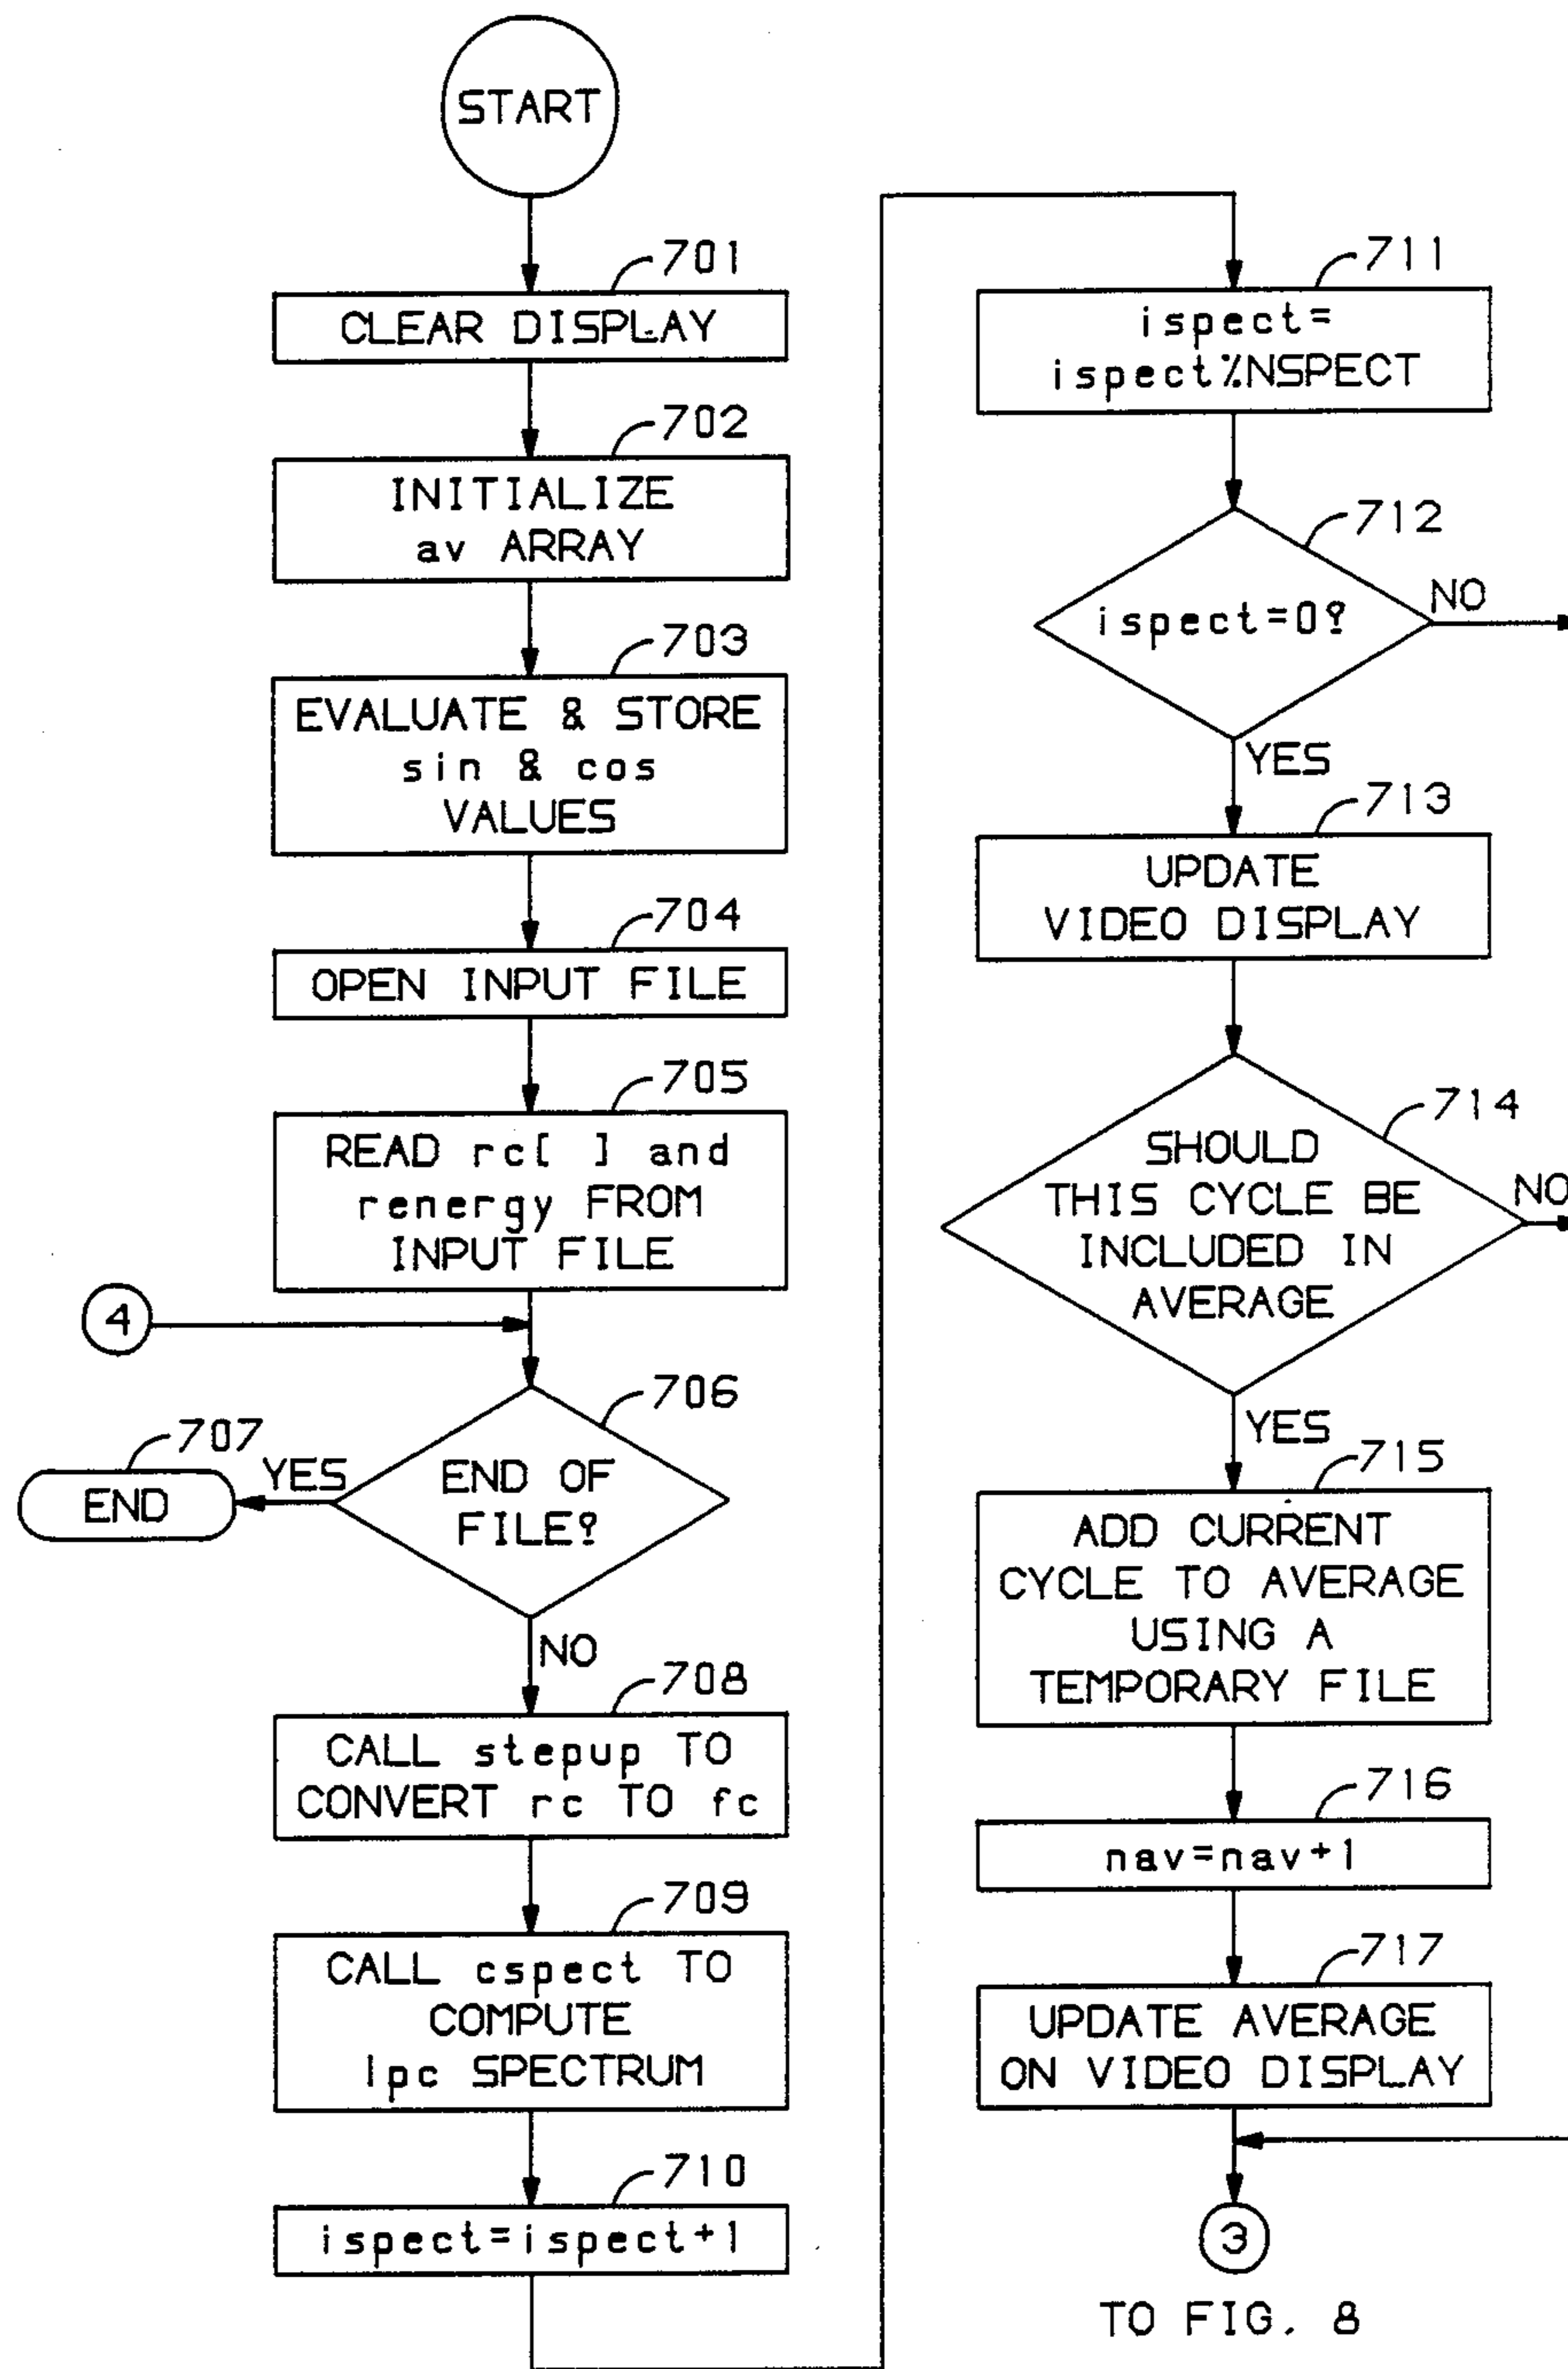 START
701
CLEAR DISPLAY
702
INITIALIZE
av ARRAY
703
EVALUATE & STORE
sin & cos
VALUES
704
OPEN INPUT FILE
705
READ rc[ ] and
renergy FROM
INPUT FILE
4
706
END OF
FILE?
YES
707
END
NO
708
CALL stepup TO
CONVERT rc TO fc
709
CALL cspect TO
COMPUTE
lpc SPECTRUM
710
ispect=ispect+1
711
ispect=
ispect%NSPECT
712
ispect=0?
NO
YES
713
UPDATE
VIDEO DISPLAY
714
SHOULD
THIS CYCLE BE
INCLUDED IN
AVERAGE
NO
YES
715
ADD CURRENT
CYCLE TO AVERAGE
USING A
TEMPORARY FILE
716
nav=nav+1
717
UPDATE AVERAGE
ON VIDEO DISPLAY
3
TO FIG. 8